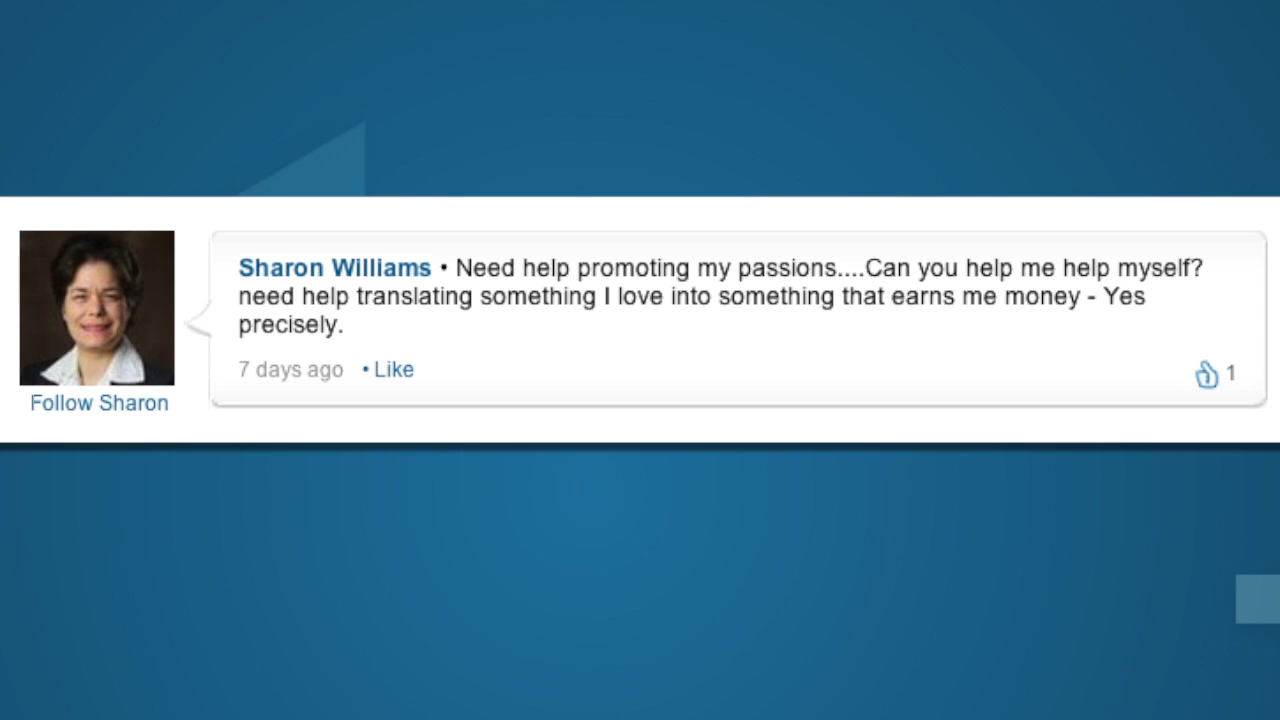 Sharon Williams • Need help promoting my passions....Can you help me help myself?
need help translating something I love into something that earns me money - Yes
precisely.
7 days ago • Like
1
Follow Sharon